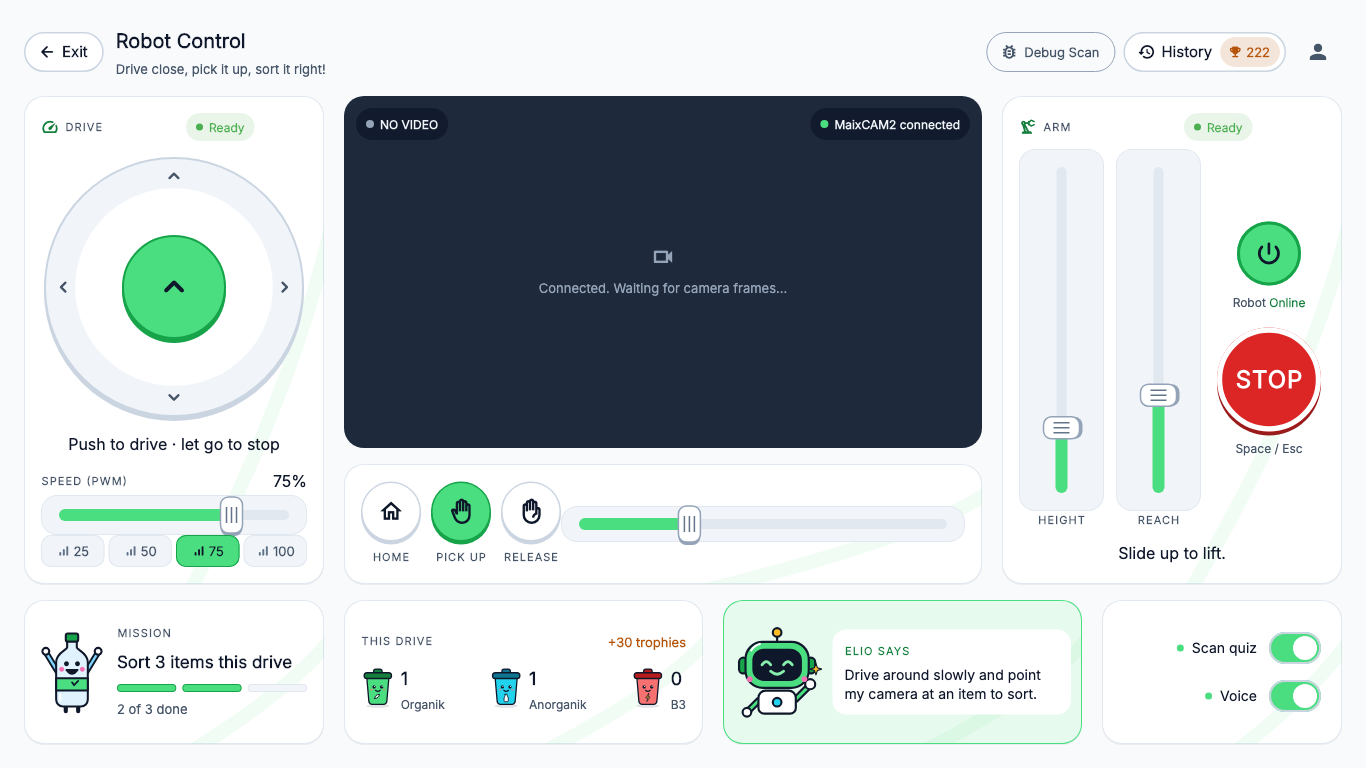 Exit
Robot Control
Drive close, pick it up, sort it right!
Debug Scan
History
222
DRIVE
Ready
Push to drive · let go to stop
SPEED (PWM)
75%
25
50
75
100
NO VIDEO
MaixCAM2 connected
Connected. Waiting for camera frames...
HOME
PICK UP
RELEASE
ARM
Ready
HEIGHT
REACH
Robot Online
STOP
Space / Esc
Slide up to lift.
MISSION
Sort 3 items this drive
2 of 3 done
THIS DRIVE
+30 trophies
1
Organik
1
Anorganik
0
B3
ELIO SAYS
Drive around slowly and point
my camera at an item to sort.
Scan quiz
Voice